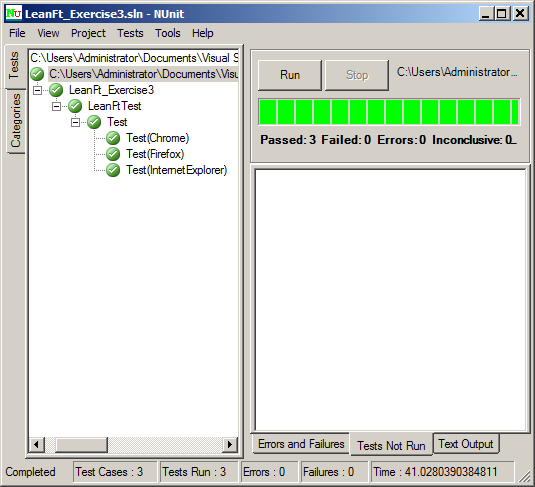 LeanFt_Exercise3.sln - NUnit
File View Project Tests Tools Help
Tests
Categories
C:\Users\Administrator\Documents\Visual S
C:\Users\Administrator\Documents\Visu
LeanFt_Exercise3
LeanFtTest
Test
Test(Chrome)
Test(Firefox)
Test(InternetExplorer)
Run Stop C:\Users\Administrator...
Passed: 3 Failed: 0 Errors: 0 Inconclusive: 0...
Errors and Failures Tests Not Run Text Output
Completed Test Cases : 3 Tests Run : 3 Errors : 0 Failures : 0 Time : 41.0280390384811